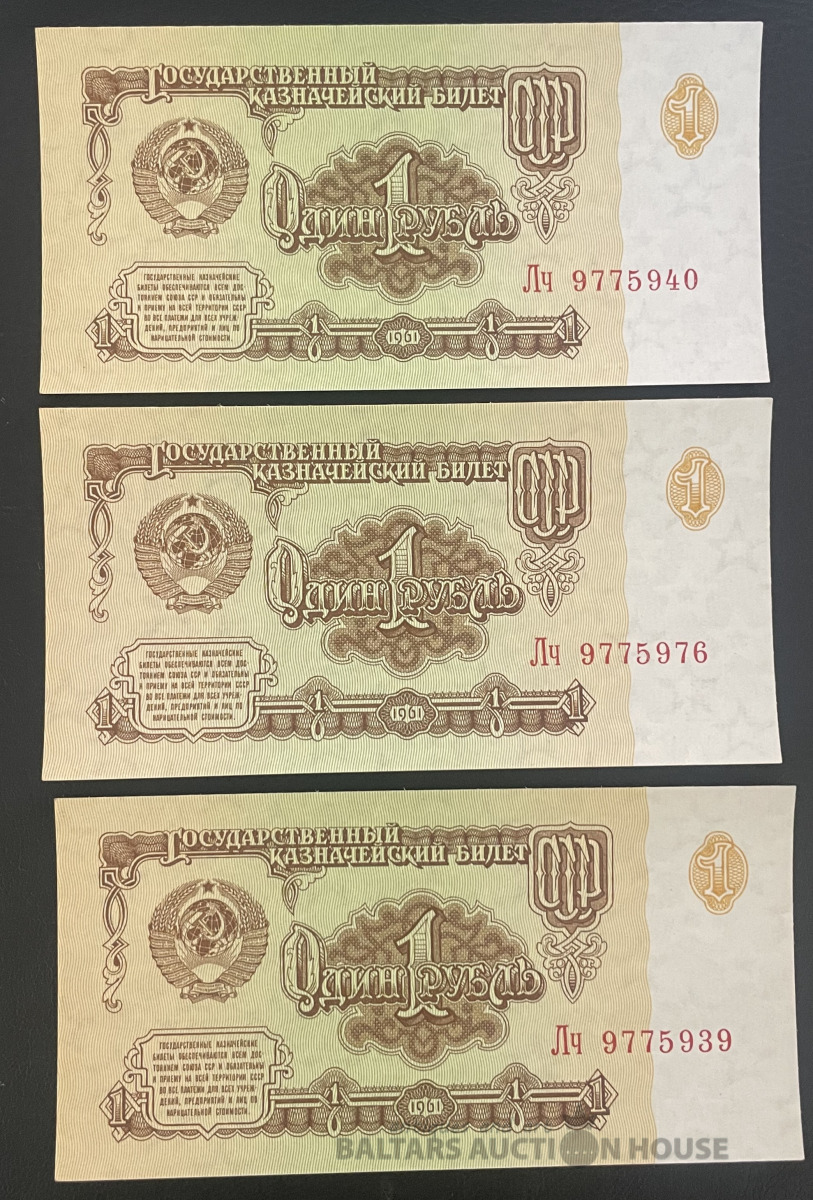 ГОСУДАРСТВЕННЫЙ
КАЗНАЧЕЙСКИЙ БИЛЕТ
СССР
1
ОДИН 1 РУБЛЬ
Лч 9775940
ГОСУДАРСТВЕННЫЕ КАЗНАЧЕЙСКИЕ
БИЛЕТЫ ОБЕСПЕЧИВАЮТСЯ ВСЕМ ДОС-
ТОЯНИЕМ СОЮЗА ССР И ОБЯЗАТЕЛЬНЫ
К ПРИЕМУ НА ВСЕЙ ТЕРРИТОРИИ СССР
ВО ВСЕ ПЛАТЕЖИ ДЛЯ ВСЕХ УЧРЕЖ-
ДЕНИЙ, ПРЕДПРИЯТИЙ И ЛИЦ ПО
НАРИЦАТЕЛЬНОЙ СТОИМОСТИ.
1 1 1961 1 1
ГОСУДАРСТВЕННЫЙ
КАЗНАЧЕЙСКИЙ БИЛЕТ
СССР
1
ОДИН 1 РУБЛЬ
Лч 9775976
ГОСУДАРСТВЕННЫЕ КАЗНАЧЕЙСКИЕ
БИЛЕТЫ ОБЕСПЕЧИВАЮТСЯ ВСЕМ ДОС-
ТОЯНИЕМ СОЮЗА ССР И ОБЯЗАТЕЛЬНЫ
К ПРИЕМУ НА ВСЕЙ ТЕРРИТОРИИ СССР
ВО ВСЕ ПЛАТЕЖИ ДЛЯ ВСЕХ УЧРЕЖ-
ДЕНИЙ, ПРЕДПРИЯТИЙ И ЛИЦ ПО
НАРИЦАТЕЛЬНОЙ СТОИМОСТИ.
1 1 1961 1 1
ГОСУДАРСТВЕННЫЙ
КАЗНАЧЕЙСКИЙ БИЛЕТ
СССР
1
ОДИН 1 РУБЛЬ
Лч 9775939
ГОСУДАРСТВЕННЫЕ КАЗНАЧЕЙСКИЕ
БИЛЕТЫ ОБЕСПЕЧИВАЮТСЯ ВСЕМ ДОС-
ТОЯНИЕМ СОЮЗА ССР И ОБЯЗАТЕЛЬНЫ
К ПРИЕМУ НА ВСЕЙ ТЕРРИТОРИИ СССР
ВО ВСЕ ПЛАТЕЖИ ДЛЯ ВСЕХ УЧРЕЖ-
ДЕНИЙ, ПРЕДПРИЯТИЙ И ЛИЦ ПО
НАРИЦАТЕЛЬНОЙ СТОИМОСТИ.
1 1 1961 1 1
BALTARS AUCTION HOUSE